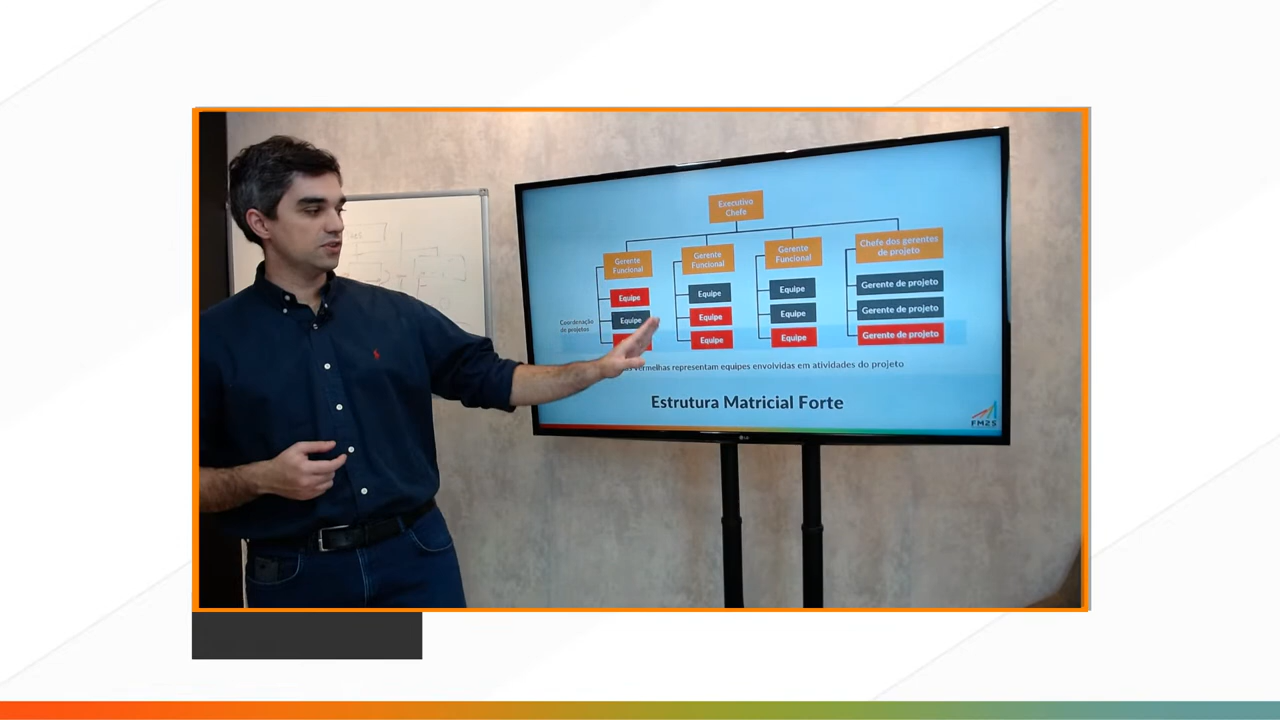 Executivo
Chefe
Gerente
Funcional
Gerente
Funcional
Gerente
Funcional
Chefe dos gerentes
de projeto
Equipe
Equipe
Equipe
Gerente de projeto
Equipe
Equipe
Equipe
Gerente de projeto
Coordenação
de projetos
Equipe
Equipe
Gerente de projeto
vermelhas representam equipes envolvidas em atividades do projeto
Estrutura Matricial Forte
FM2S
LG